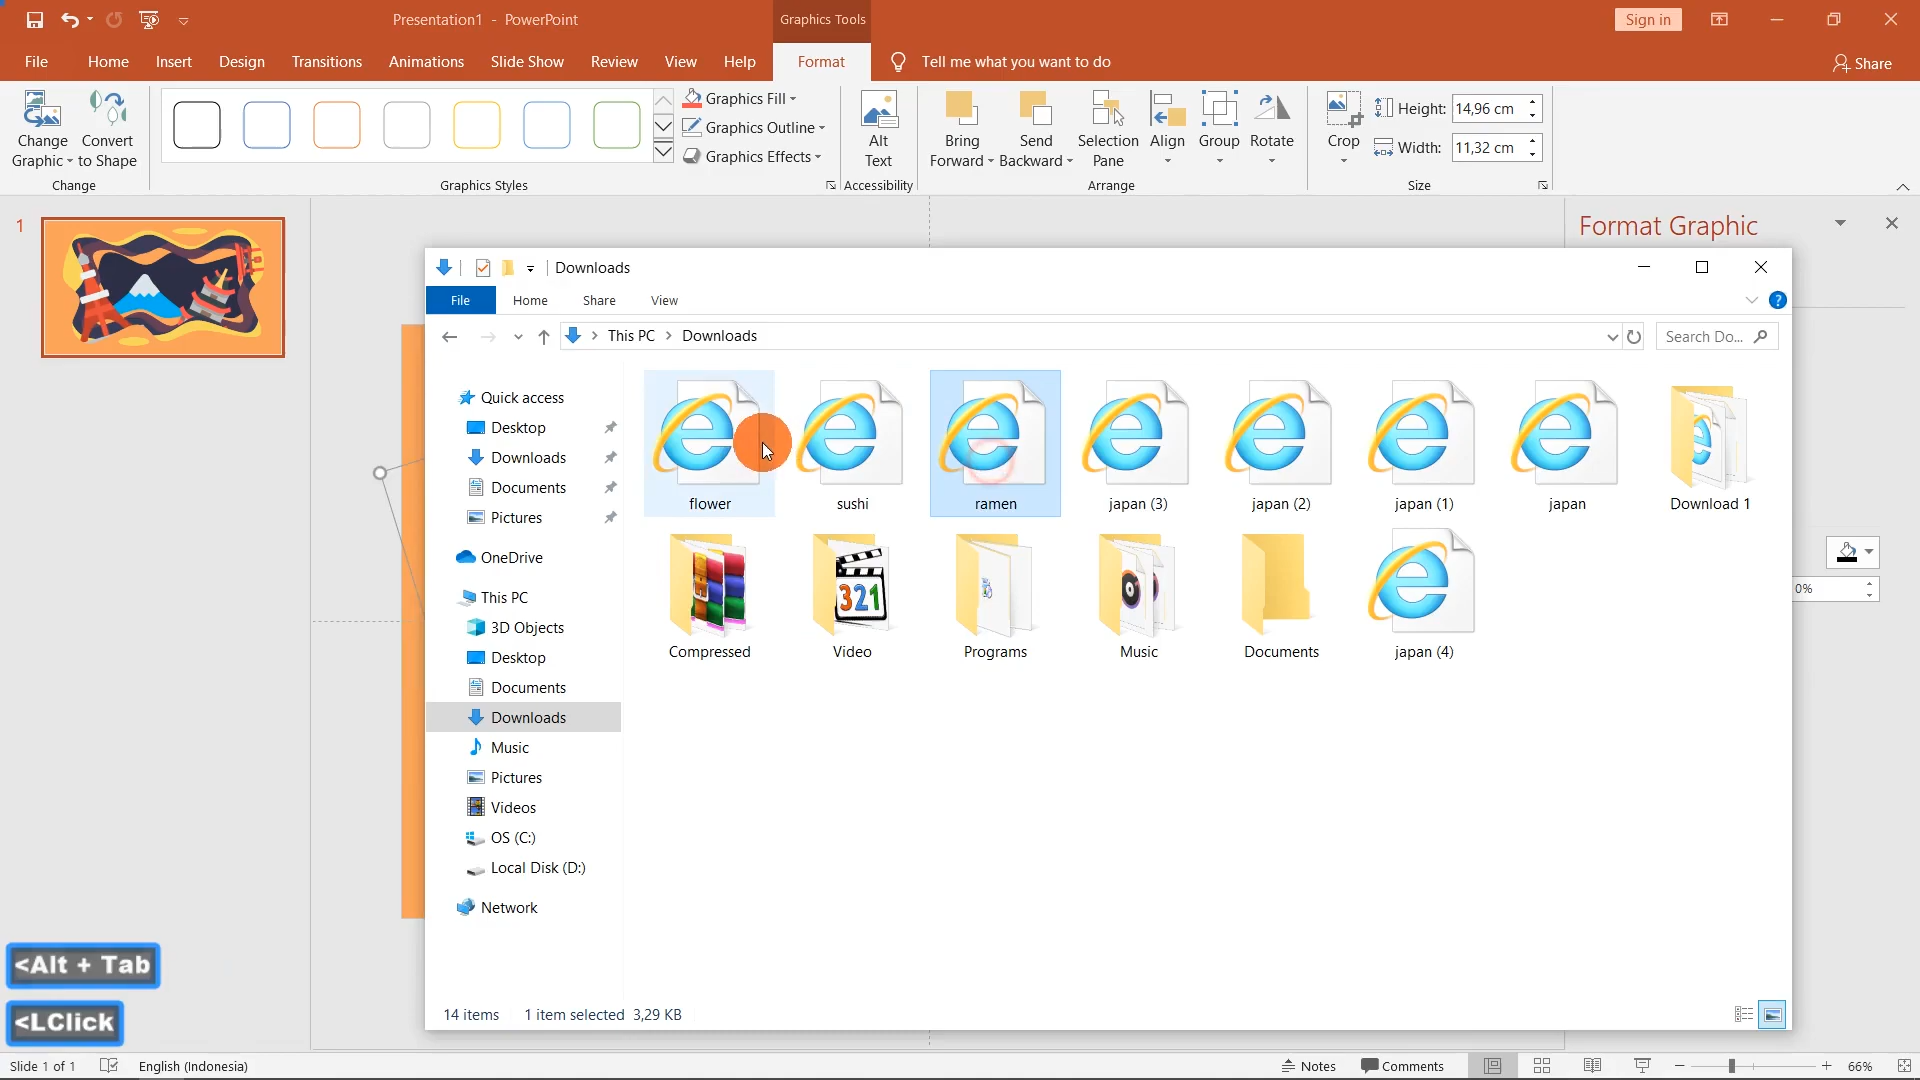 Presentation1 - PowerPoint
Graphics Tools
Sign in
File Home Insert Design Transitions Animations Slide Show Review View Help Format Tell me what you want to do Share
Change Graphic
Convert to Shape
Change
Graphics Fill
Graphics Outline
Graphics Effects
Graphics Styles
Alt Text
Accessibility
Bring Forward
Send Backward
Selection Pane
Align
Group
Rotate
Arrange
Crop
Height: 14,96 cm
Width: 11,32 cm
Size
1
Format Graphic
0%
Downloads
File Home Share View
This PC > Downloads
Search Do...
Quick access
Desktop
Downloads
Documents
Pictures
OneDrive
This PC
3D Objects
Desktop
Documents
Downloads
Music
Pictures
Videos
OS (C:)
Local Disk (D:)
Network
flower sushi ramen japan (3) japan (2) japan (1) japan Download 1
321
Compressed Video Programs Music Documents japan (4)
14 items 1 item selected 3,29 KB
<Alt + Tab
<LClick
Slide 1 of 1 English (Indonesia) Notes Comments 66%